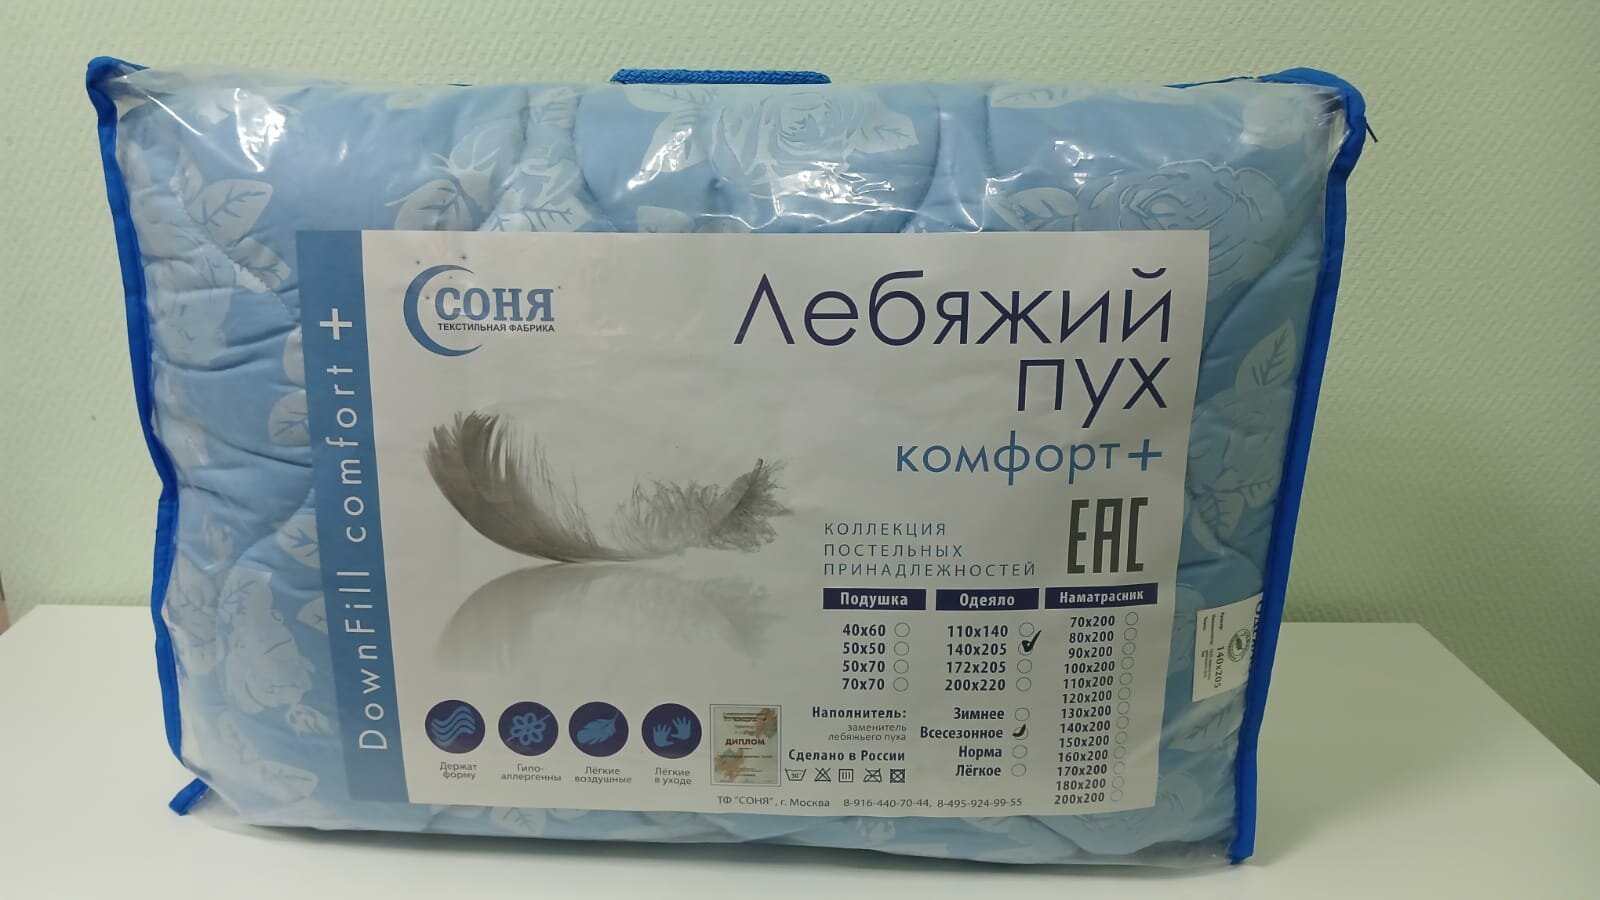 DownFill comfort +
СОНЯ
ТЕКСТИЛЬНАЯ ФАБРИКА
Лебяжий
пух
комфорт+
КОЛЛЕКЦИЯ
ПОСТЕЛЬНЫХ
ПРИНАДЛЕЖНОСТЕЙ
EAC
Подушка
40x60
50x50
50x70
70x70
Одеяло
110x140
140x205
172x205
200x220
Наматрасник
70x200
80x200
90x200
100x200
110x200
120x200
130x200
140x200
150x200
160x200
170x200
180x200
200x200
Зимнее
Всесезонное
Норма
Лёгкое
Наполнитель:
заменитель
лебяжьего пуха
Сделано в России
30°
Держат
форму
Гипо-
аллергенны
Лёгкие
воздушные
Лёгкие
в уходе
ДИПЛОМ
ТФ "СОНЯ", г. Москва 8-916-440-70-44, 8-495-924-99-55
140x205